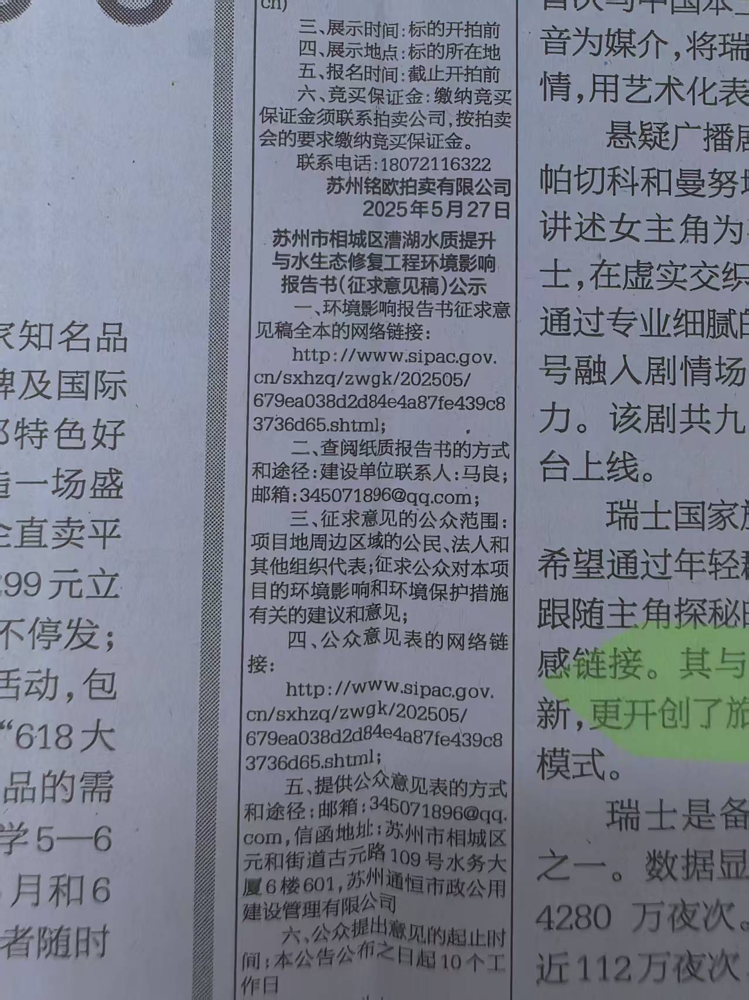 cn)
三、展示时间:标的开拍前
四、展示地点:标的所在地
五、报名时间:截止开拍前
六、竞买保证金:缴纳竞买
保证金须联系拍卖公司,按拍卖
会的要求缴纳竞买保证金。
联系电话:18072116322
苏州铭欧拍卖有限公司
2025年5月27日
苏州市相城区漕湖水质提升
与水生态修复工程环境影响
报告书(征求意见稿)公示
一、环境影响报告书征求意
见稿全本的网络链接:
http://www.sipac.gov.
cn/sxhzq/zwgk/202505/
679ea038d2d84e4a87fe439c8
3736d65.shtml;
二、查阅纸质报告书的方式
和途径:建设单位联系人:马良;
邮箱:345071896@qq.com;
三、征求意见的公众范围:
项目地周边区域的公民、法人和
其他组织代表;征求公众对本项
目的环境影响和环境保护措施
有关的建议和意见;
四、公众意见表的网络链
接:
http://www.sipac.gov.
cn/sxhzq/zwgk/202505/
679ea038d2d84e4a87fe439c8
3736d65.shtml;
五、提供公众意见表的方式
和途径:邮箱:345071896@qq.
com,信函地址:苏州市相城区
元和街道古元路109号水务大
厦6楼601,苏州通恒市政公用
建设管理有限公司
六、公众提出意见的起止时
间:本公告公布之日起10个工
作日
家知名品
牌及国际
特色好
造一场盛
全直卖平
299元立
不停发;
活动,包
“618大
品的需
学5—6
月和6
者随时
首次与中国本土
音为媒介,将瑞
情,用艺术化表
悬疑广播剧
帕切科和曼努
讲述女主角为
士,在虚实交织
通过专业细腻的
号融入剧情场
力。该剧共九
台上线。
瑞士国家旅
希望通过年轻
跟随主角探秘
感链接。其与
新,更开创了旅
模式。
瑞士是备
之一。数据显
4280万夜次。
近112万夜次